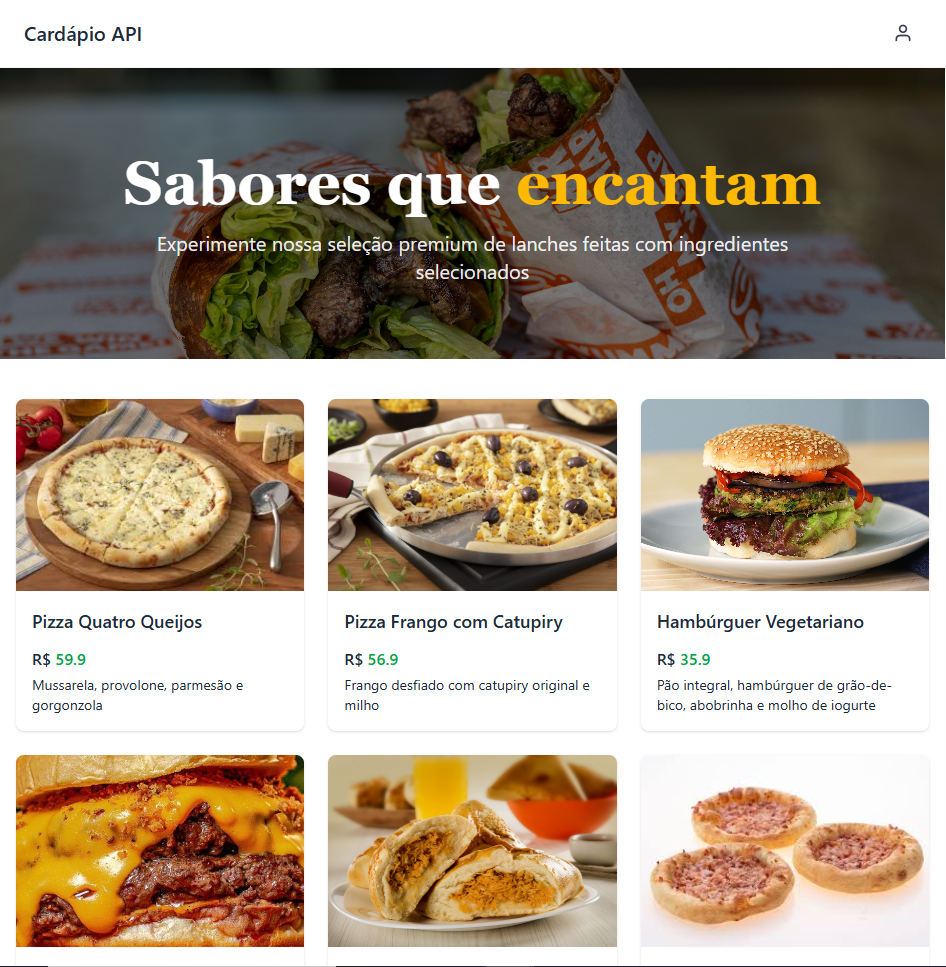 Cardápio API
Sabores que encantam
Experimente nossa seleção premium de lanches feitas com ingredientes
selecionados
Pizza Quatro Queijos
R$ 59.9
Mussarela, provolone, parmesão e
gorgonzola
Pizza Frango com Catupiry
R$ 56.9
Frango desfiado com catupiry original e
milho
Hambúrguer Vegetariano
R$ 35.9
Pão integral, hambúrguer de grão-de-
bico, abobrinha e molho de iogurte